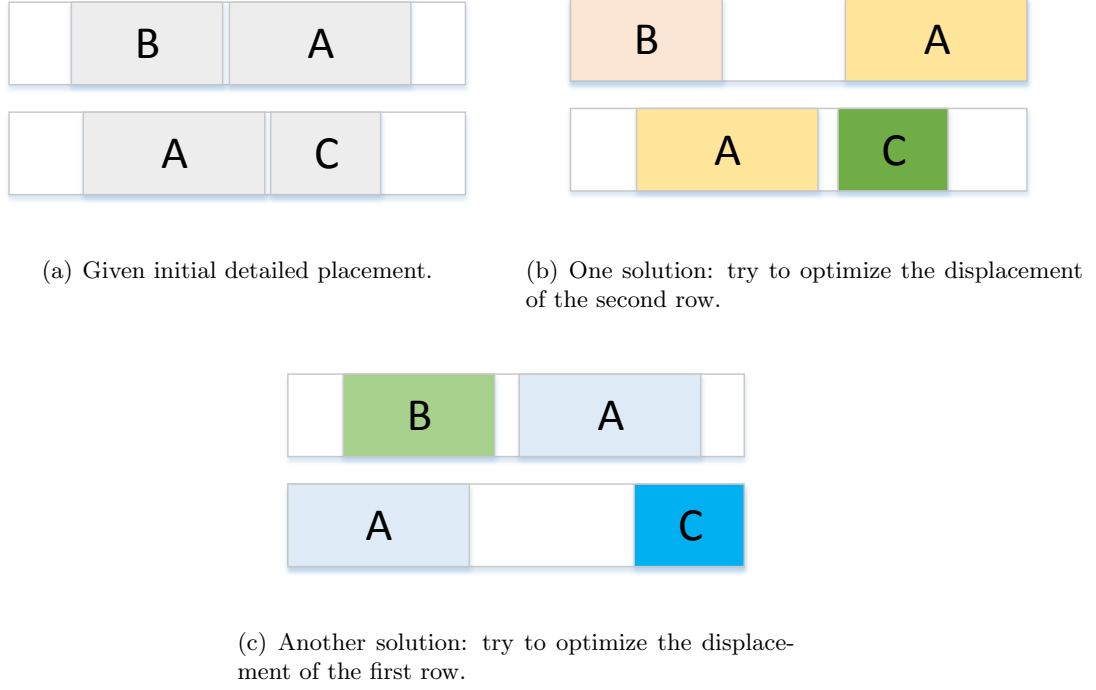 B A
B A
A C
A C
(a) Given initial detailed placement.
(b) One solution: try to optimize the displacement
of the second row.
B A
A C
(c) Another solution: try to optimize the displace-
ment of the first row.